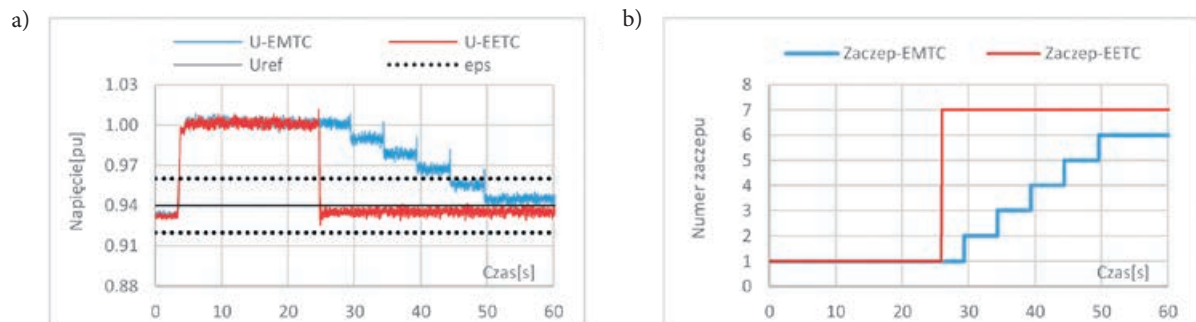 a)
U-EMTC
U-EETC
Uref
eps
Napięcie[pu]
1.03
1.00
0.97
0.94
0.91
0.88
Czas[s]
0 10 20 30 40 50 60
b)
Zaczep-EMTC
Zaczep-EETC
Numer zaczepu
8
7
6
5
4
3
2
1
0
Czas[s]
0 10 20 30 40 50 60